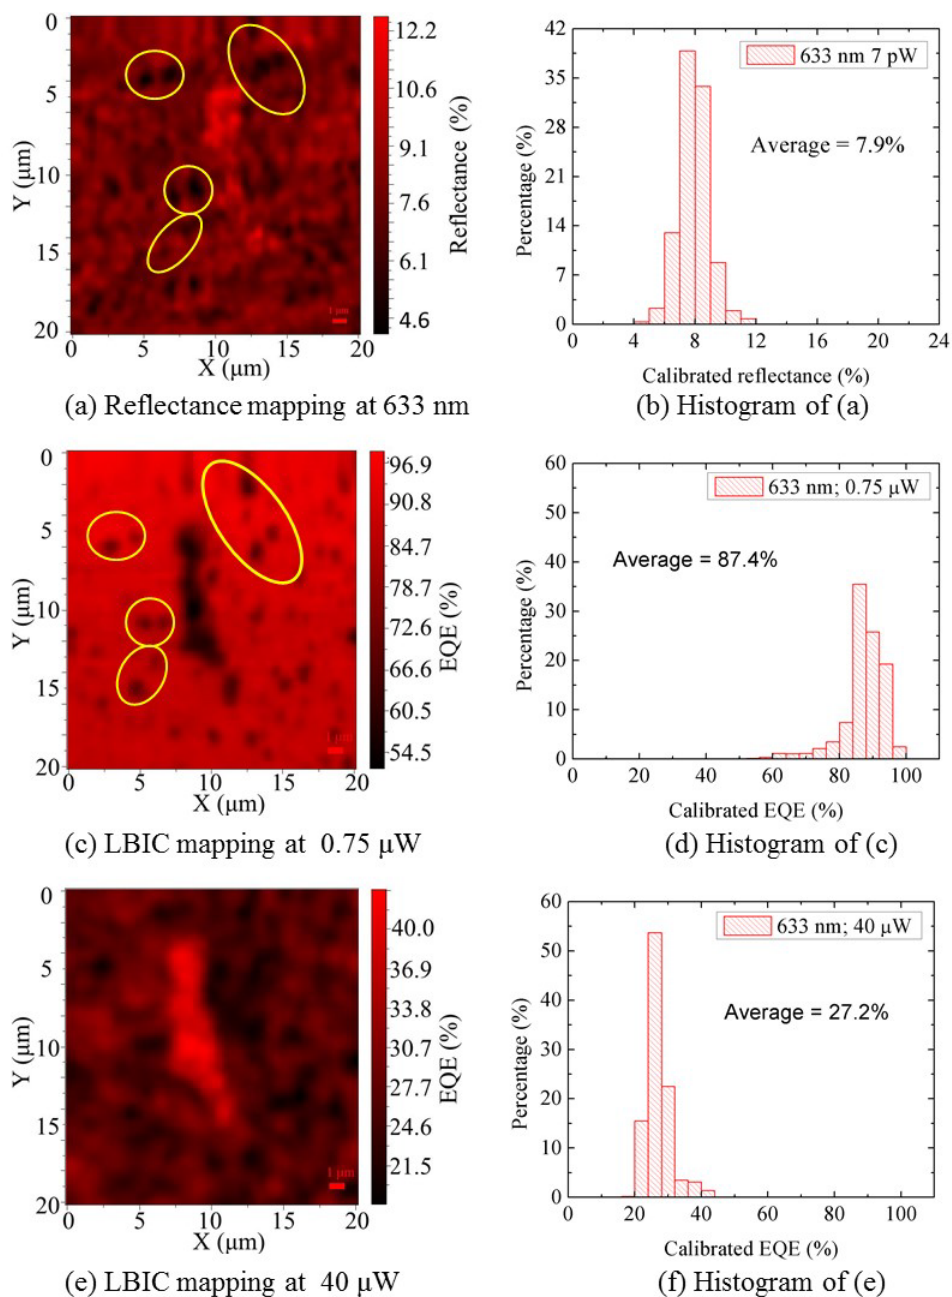 0
5
10
15
20
Y (μm)
0 5 10 15 20
X (μm)
1 μm
12.2
10.6
9.1
7.6
6.1
4.6
Reflectance (%)
(a) Reflectance mapping at 633 nm
42
35
28
21
14
7
0
Percentage (%)
633 nm 7 pW
Average = 7.9%
0 4 8 12 16 20 24
Calibrated reflectance (%)
(b) Histogram of (a)
0
5
10
15
20
Y (μm)
0 5 10 15 20
X (μm)
1 μm
96.9
90.8
84.7
78.7
72.6
66.6
60.5
54.5
EQE (%)
(c) LBIC mapping at 0.75 μW
60
50
40
30
20
10
0
Percentage (%)
633 nm; 0.75 μW
Average = 87.4%
0 20 40 60 80 100
Calibrated EQE (%)
(d) Histogram of (c)
0
5
10
15
20
Y (μm)
0 5 10 15 20
X (μm)
1 μm
40.0
36.9
33.8
30.7
27.6
24.6
21.5
EQE (%)
(e) LBIC mapping at 40 μW
60
50
40
30
20
10
0
Percentage (%)
633 nm; 40 μW
Average = 27.2%
0 20 40 60 80 100
Calibrated EQE (%)
(f) Histogram of (e)